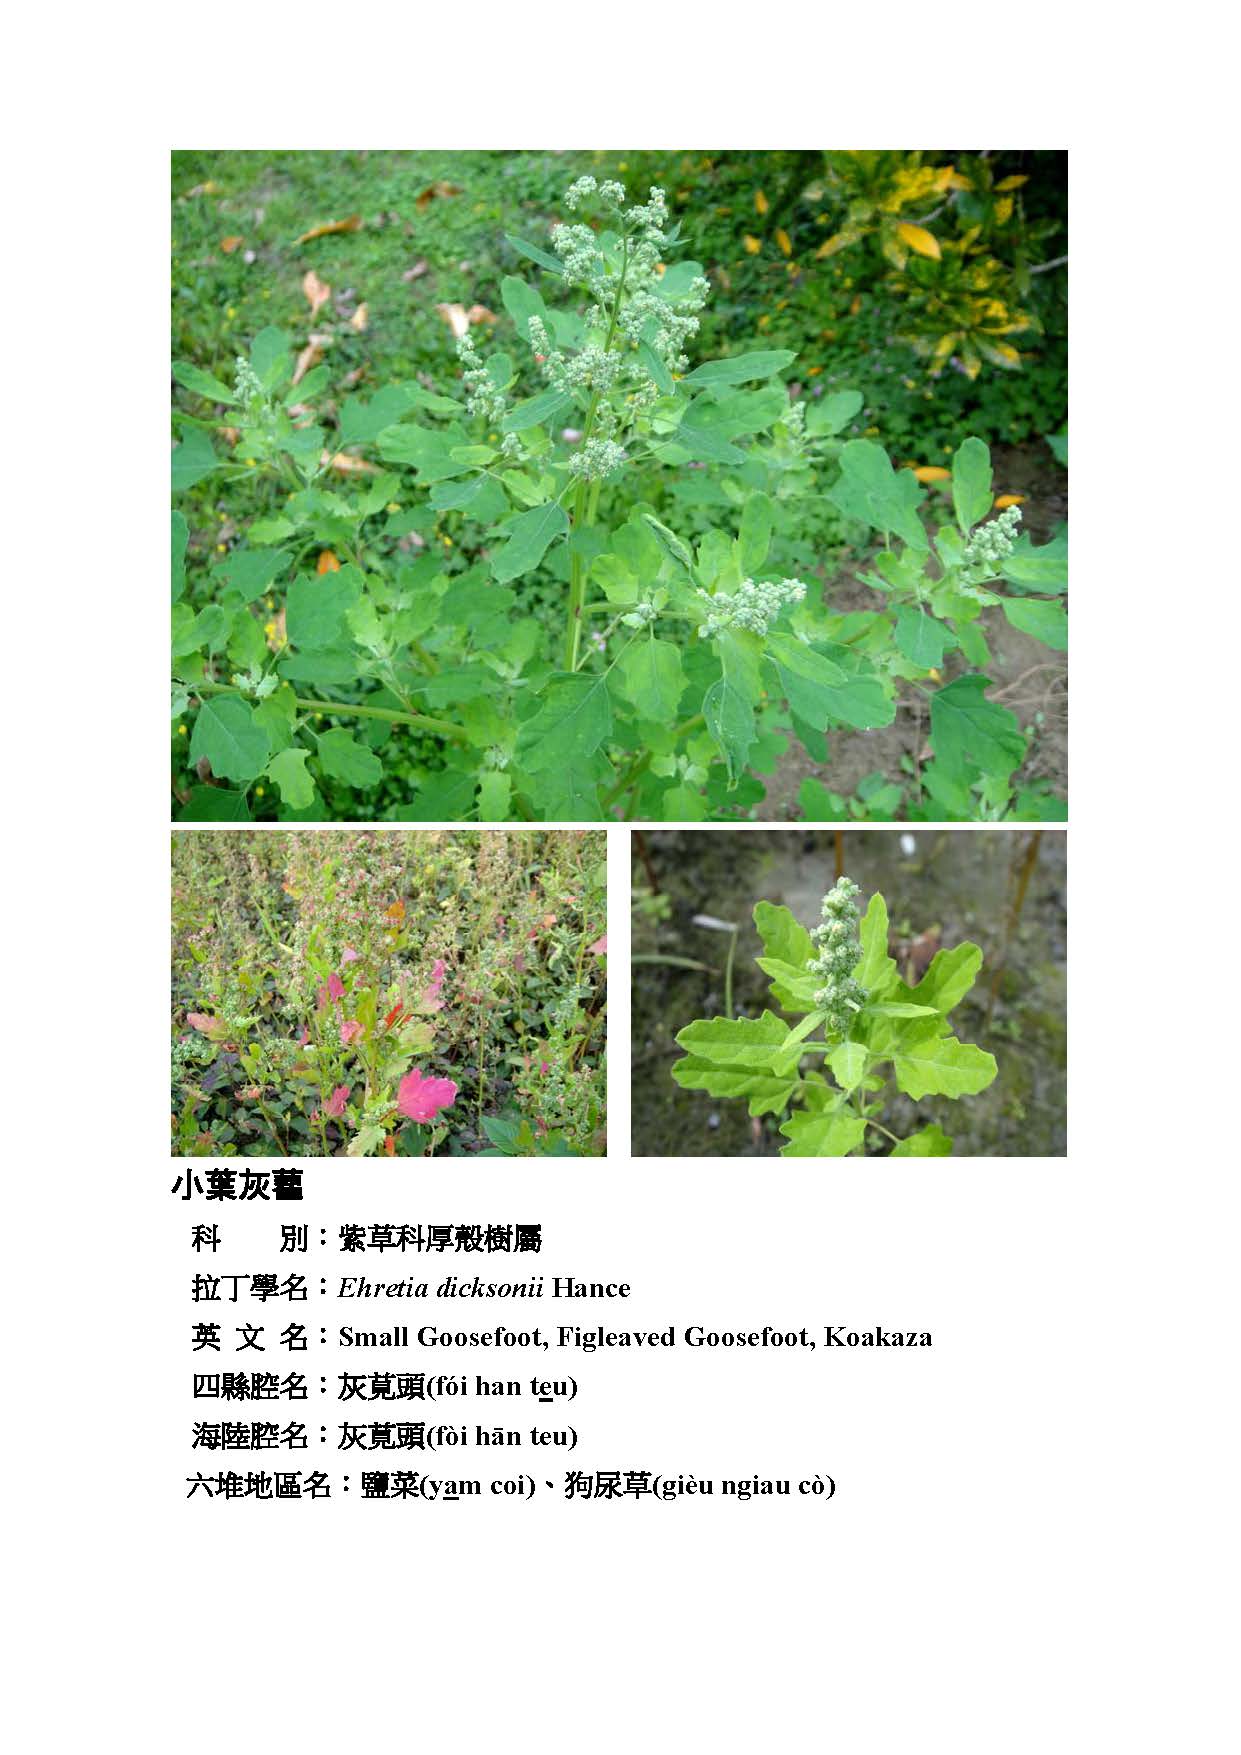 小葉灰藋
科　　別：紫草科厚殼樹屬
拉丁學名：Ehretia dicksonii Hance
英 文 名：Small Goosefoot, Figleaved Goosefoot, Koakaza
四縣腔名：灰莧頭(fói han teu)
海陸腔名：灰莧頭(fòi hān teu)
六堆地區名：鹽菜(yam coi)、狗尿草(gièu ngiau cò)